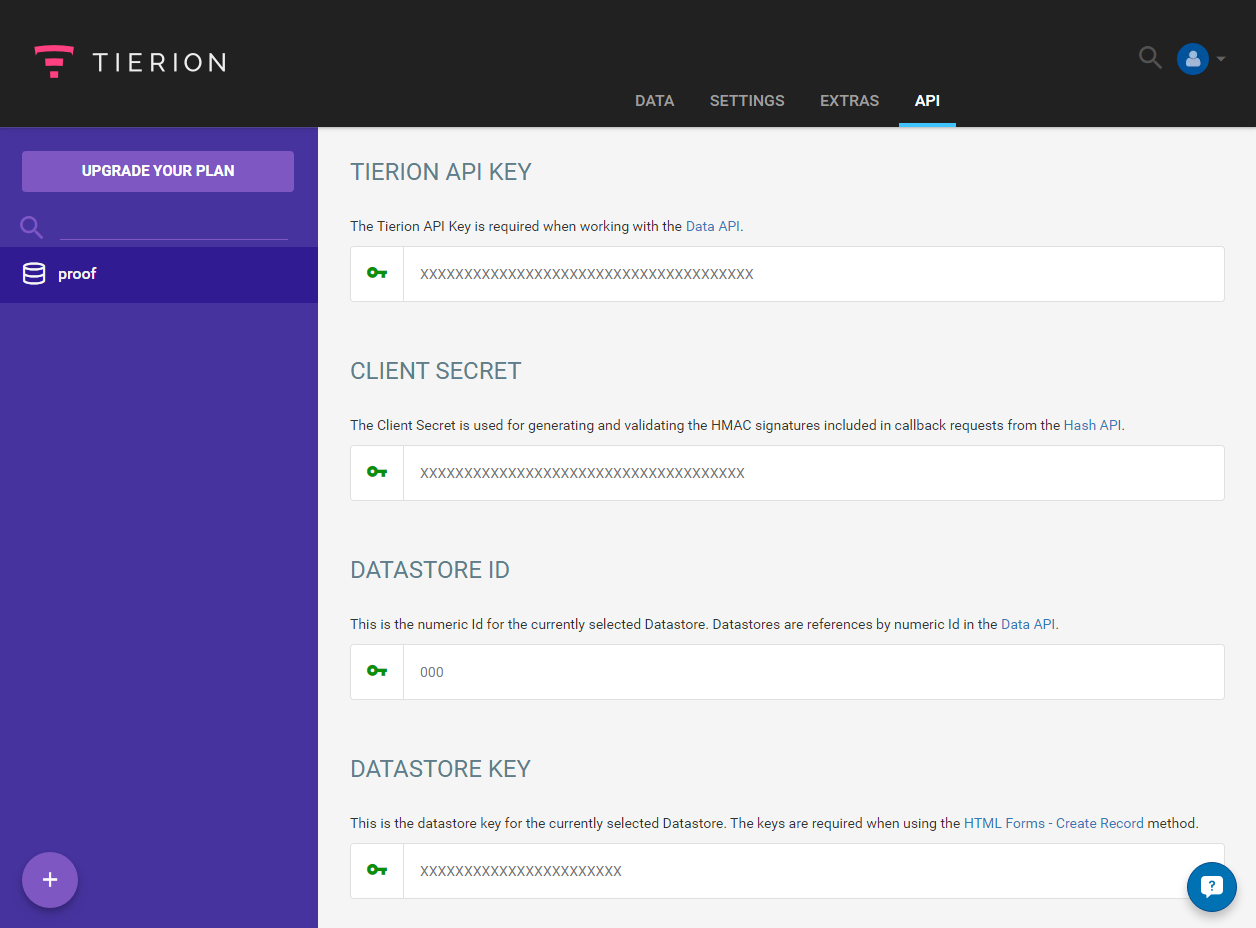 TIERION
DATA SETTINGS EXTRAS API
UPGRADE YOUR PLAN
proof
TIERION API KEY
The Tierion API Key is required when working with the Data API.
XXXXXXXXXXXXXXXXXXXXXXXXXXXXXXXXXXXXXX
CLIENT SECRET
The Client Secret is used for generating and validating the HMAC signatures included in callback requests from the Hash API.
XXXXXXXXXXXXXXXXXXXXXXXXXXXXXXXXXXXXX
DATASTORE ID
This is the numeric Id for the currently selected Datastore. Datastores are references by numeric Id in the Data API.
000
DATASTORE KEY
This is the datastore key for the currently selected Datastore. The keys are required when using the HTML Forms - Create Record method.
XXXXXXXXXXXXXXXXXXXXXXX